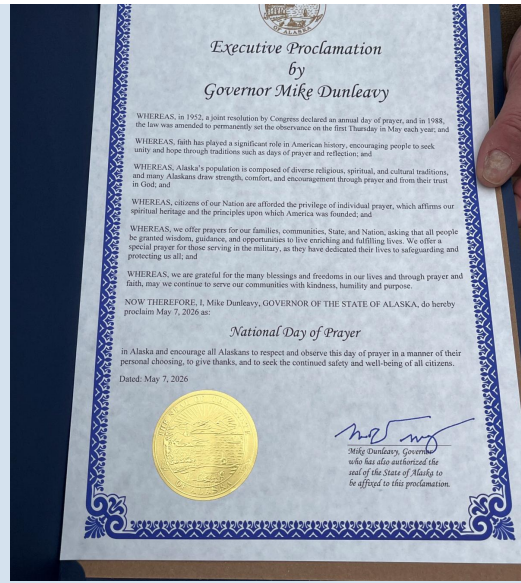 OF ALASKA
Executive Proclamation
by
Governor Mike Dunleavy
WHEREAS, in 1952, a joint resolution by Congress declared an annual day of prayer, and in 1988,
the law was amended to permanently set the observance on the first Thursday in May each year; and
WHEREAS, faith has played a significant role in American history, encouraging people to seek
unity and hope through traditions such as days of prayer and reflection; and
WHEREAS, Alaska's population is composed of diverse religious, spiritual, and cultural traditions,
and many Alaskans draw strength, comfort, and encouragement through prayer and from their trust
in God; and
WHEREAS, citizens of our Nation are afforded the privilege of individual prayer, which affirms our
spiritual heritage and the principles upon which America was founded; and
WHEREAS, we offer prayers for our families, communities, State, and Nation, asking that all people
be granted wisdom, guidance, and opportunities to live enriching and fulfilling lives. We offer a
special prayer for those serving in the military, as they have dedicated their lives to safeguarding and
protecting us all; and
WHEREAS, we are grateful for the many blessings and freedoms in our lives and through prayer and
faith, may we continue to serve our communities with kindness, humility and purpose.
NOW THEREFORE, I, Mike Dunleavy, GOVERNOR OF THE STATE OF ALASKA, do hereby
proclaim May 7, 2026 as:
National Day of Prayer
in Alaska and encourage all Alaskans to respect and observe this day of prayer in a manner of their
personal choosing, to give thanks, and to seek the continued safety and well-being of all citizens.
Dated: May 7, 2026
Mike Dunleavy, Governor
who has also authorized the
seal of the State of Alaska to
be affixed to this proclamation.